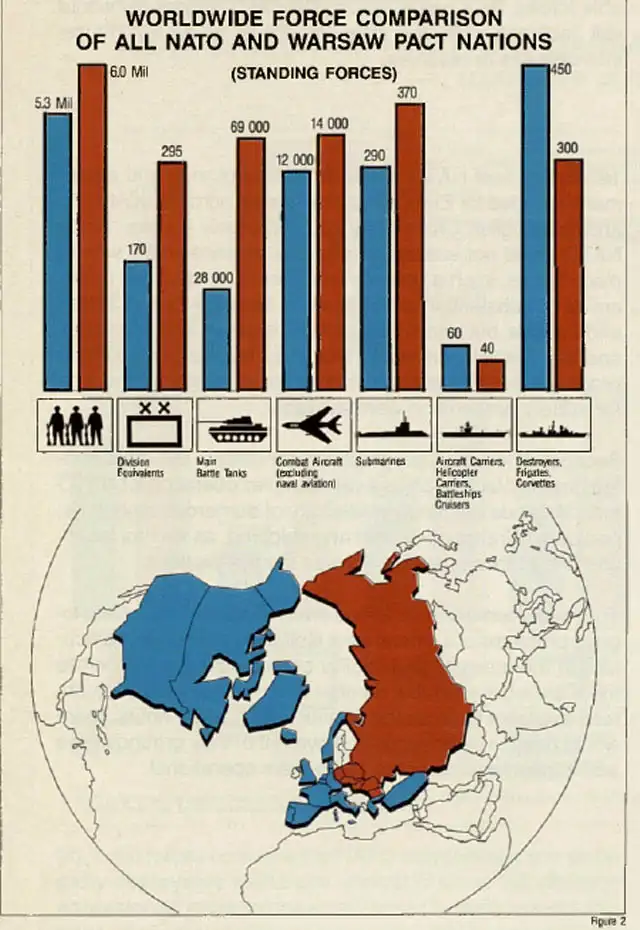 WORLDWIDE FORCE COMPARISON
OF ALL NATO AND WARSAW PACT NATIONS
(STANDING FORCES)
5.3 Mil
6.0 Mil
170
295
28 000
69 000
12 000
14 000
290
370
60
40
450
300
Division
Equivalents
Main
Battle Tanks
Combat Aircraft
(excluding
naval aviation)
Submarines
Aircraft Carriers,
Helicopter
Carriers,
Battleships
Cruisers
Destroyers,
Frigates,
Corvettes
Figure 2